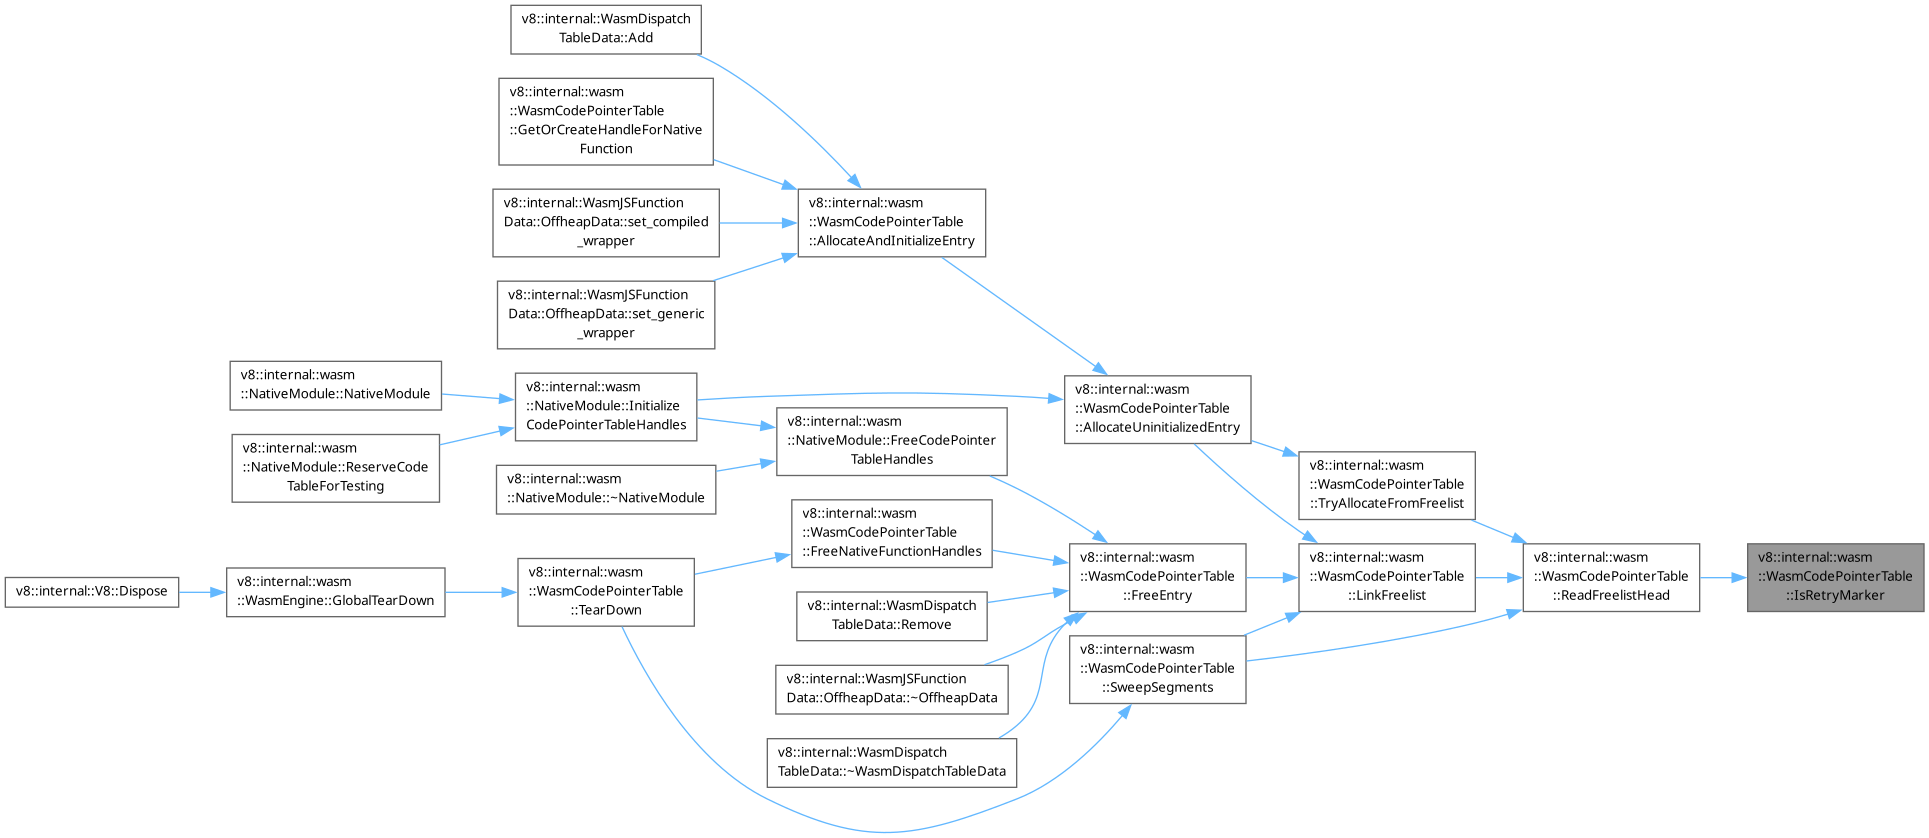 v8::internal::WasmDispatch
TableData::Add
v8::internal::wasm
::WasmCodePointerTable
::GetOrCreateHandleForNative
Function
v8::internal::WasmJSFunction
Data::OffheapData::set_compiled
_wrapper
v8::internal::WasmJSFunction
Data::OffheapData::set_generic
_wrapper
v8::internal::wasm
::WasmCodePointerTable
::AllocateAndInitializeEntry
v8::internal::wasm
::NativeModule::NativeModule
v8::internal::wasm
::NativeModule::ReserveCode
TableForTesting
v8::internal::wasm
::NativeModule::Initialize
CodePointerTableHandles
v8::internal::wasm
::NativeModule::~NativeModule
v8::internal::wasm
::NativeModule::FreeCodePointer
TableHandles
v8::internal::wasm
::WasmCodePointerTable
::AllocateUninitializedEntry
v8::internal::wasm
::WasmCodePointerTable
::TryAllocateFromFreelist
v8::internal::wasm
::WasmCodePointerTable
::FreeNativeFunctionHandles
v8::internal::V8::Dispose
v8::internal::wasm
::WasmEngine::GlobalTearDown
v8::internal::wasm
::WasmCodePointerTable
::TearDown
v8::internal::WasmDispatch
TableData::Remove
v8::internal::wasm
::WasmCodePointerTable
::FreeEntry
v8::internal::wasm
::WasmCodePointerTable
::LinkFreelist
v8::internal::wasm
::WasmCodePointerTable
::ReadFreelistHead
v8::internal::wasm
::WasmCodePointerTable
::IsRetryMarker
v8::internal::WasmJSFunction
Data::OffheapData::~OffheapData
v8::internal::wasm
::WasmCodePointerTable
::SweepSegments
v8::internal::WasmDispatch
TableData::~WasmDispatchTableData